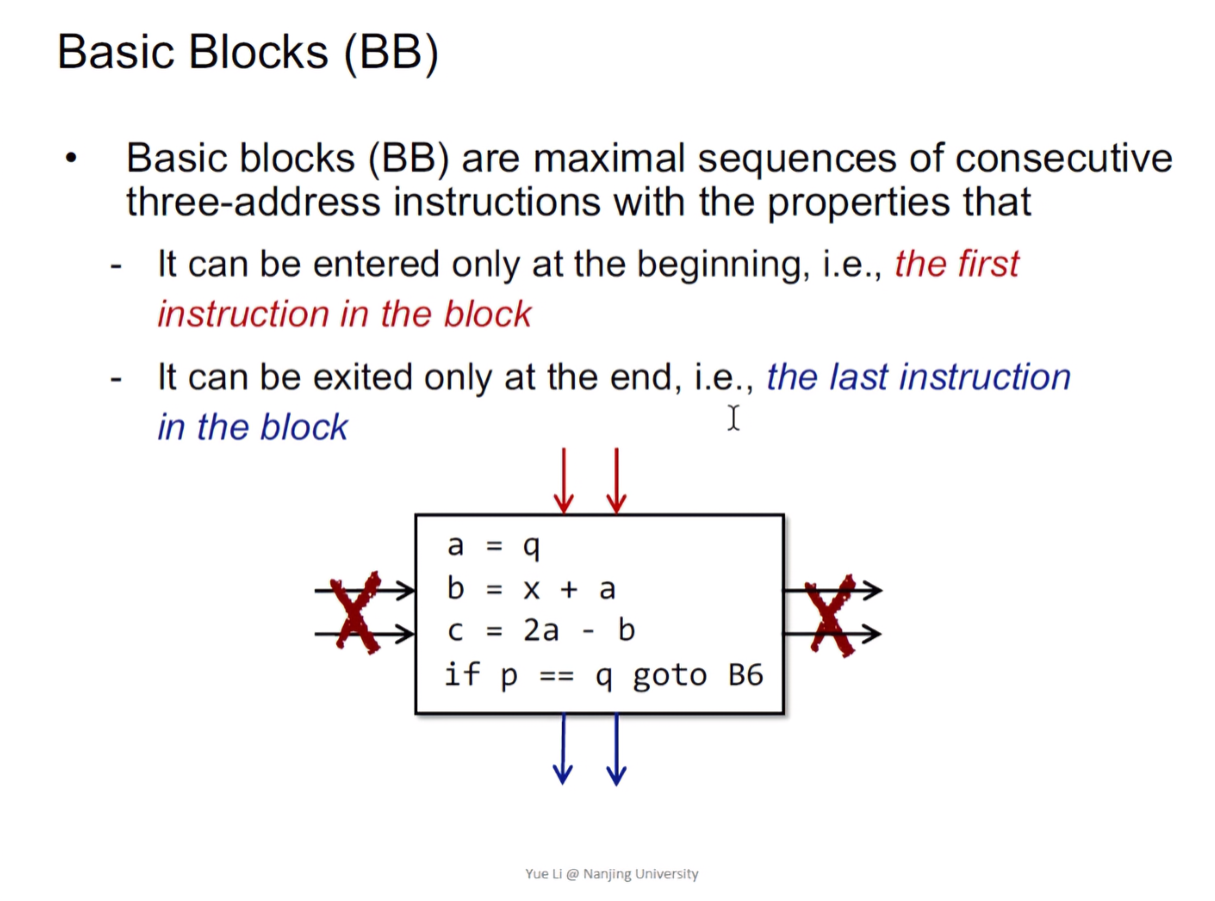 Basic Blocks (BB)
• Basic blocks (BB) are maximal sequences of consecutive
three-address instructions with the properties that
- It can be entered only at the beginning, i.e., the first
instruction in the block
- It can be exited only at the end, i.e., the last instruction
in the block
a = q
b = x + a
c = 2a - b
if p == q goto B6
Yue Li @ Nanjing University